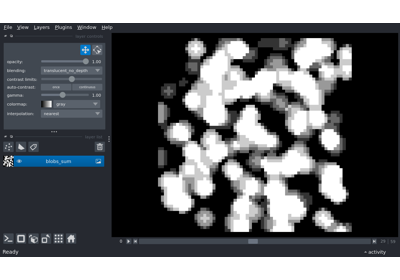 File View Layers Plugins Window Help
opacity: 1.00
blending: translucent_no_depth
contrast limits:
auto-contrast: once continuous
gamma: 1.00
colormap: gray
interpolation: nearest
blobs_sum
Ready
activity